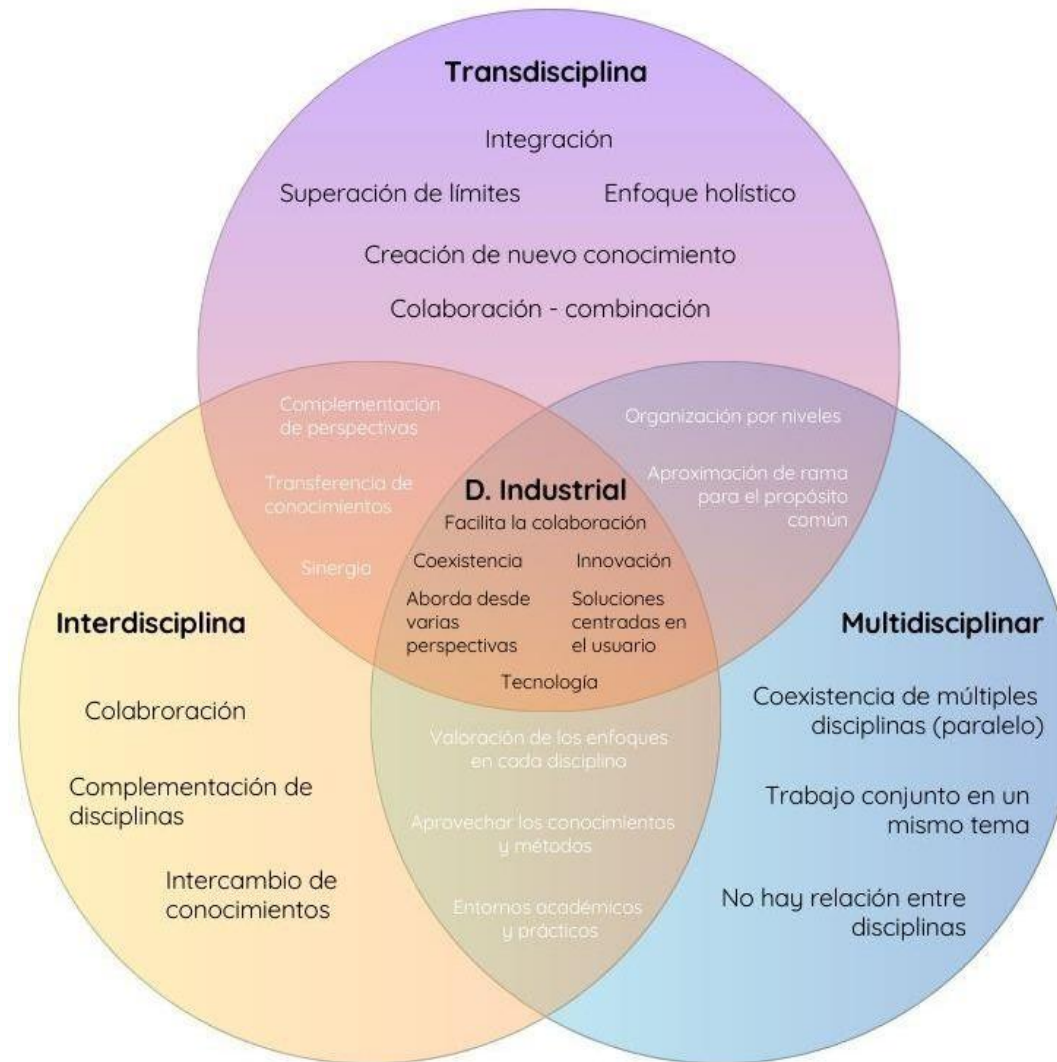 Transdisciplina
Integración
Superación de límites
Enfoque holístico
Creación de nuevo conocimiento
Colaboración - combinación
Complementación
de perspectivas
Transferencia de
conocimientos
Sinergia
Organización por niveles
Aproximación de rama
para el propósito
común
D. Industrial
Facilita la colaboración
Coexistencia
Innovación
Aborda desde
varias
perspectivas
Soluciones
centradas en
el usuario
Tecnología
Interdisciplina
Colabroración
Complementación de
disciplinas
Intercambio de
conocimientos
Multidisciplinar
Coexistencia de múltiples
disciplinas (paralelo)
Trabajo conjunto en un
mismo tema
No hay relación entre
disciplinas
Valoración de los enfoques
en cada disciplina
Aprovechar los conocimientos
y métodos
Entornos académicos
y prácticos